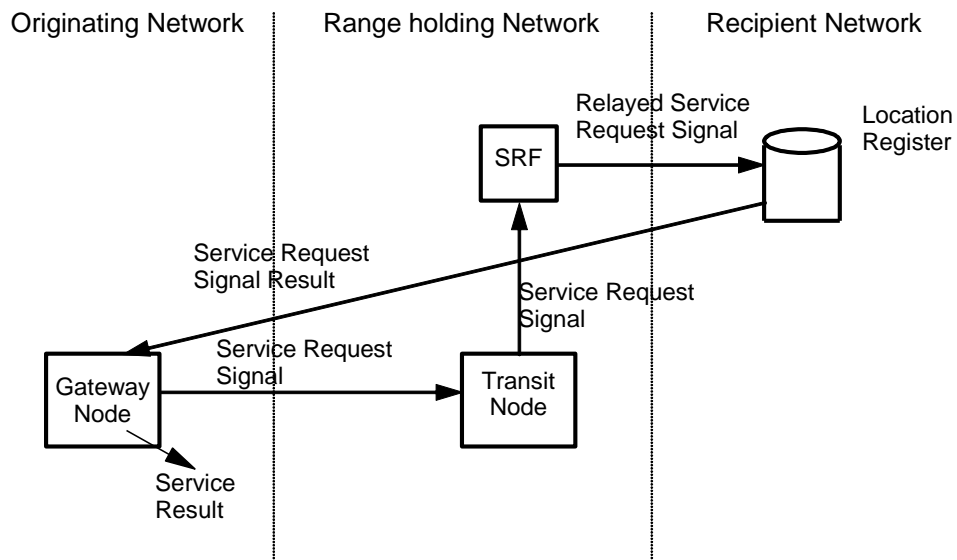 Originating Network
Range holding Network
Recipient Network
Relayed Service
Request Signal
Location
Register
SRF
Service Request
Signal Result
Service Request
Signal
Service Request
Signal
Gateway
Node
Transit
Node
Service
Result